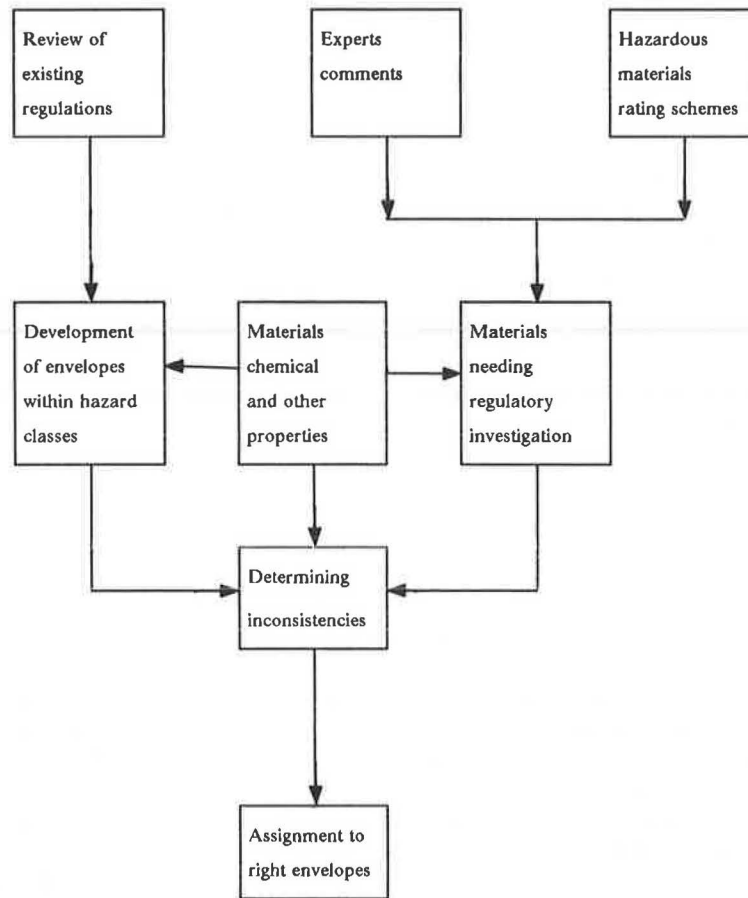 Review of
existing
regulations
Experts
comments
Hazardous
materials
rating schemes
Development
of envelopes
within hazard
classes
Materials
chemical
and other
properties
Materials
needing
regulatory
investigation
Determining
inconsistencies
Assignment to
right envelopes